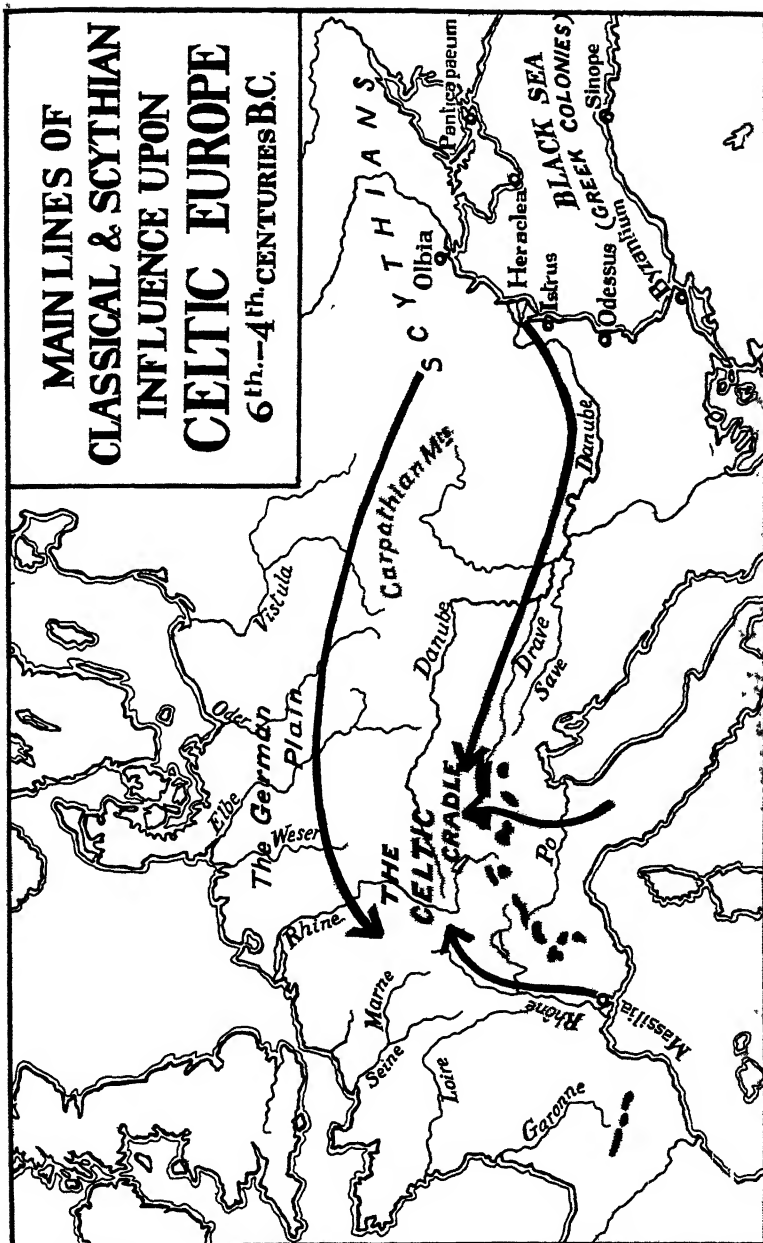 MAIN LINES OF
CLASSICAL & SCYTHIAN
INFLUENCE UPON
CELTIC EUROPE
6th.–4th. CENTURIES B.C.
SCYTHIANS
Panticapaeum
Olbia
Heraclea
BLACK SEA
(GREEK COLONIES)
Sinope
Istrus
Odessus
Byzantium
Danube
Carpathian Mts.
Vistula
Oder
The German
Plain
Elbe
Weser
Danube
Drave
Save
THE
CELTIC
CRADLE
Po
Rhine
Marne
Seine
Loire
Rhône
Massilia
Garonne